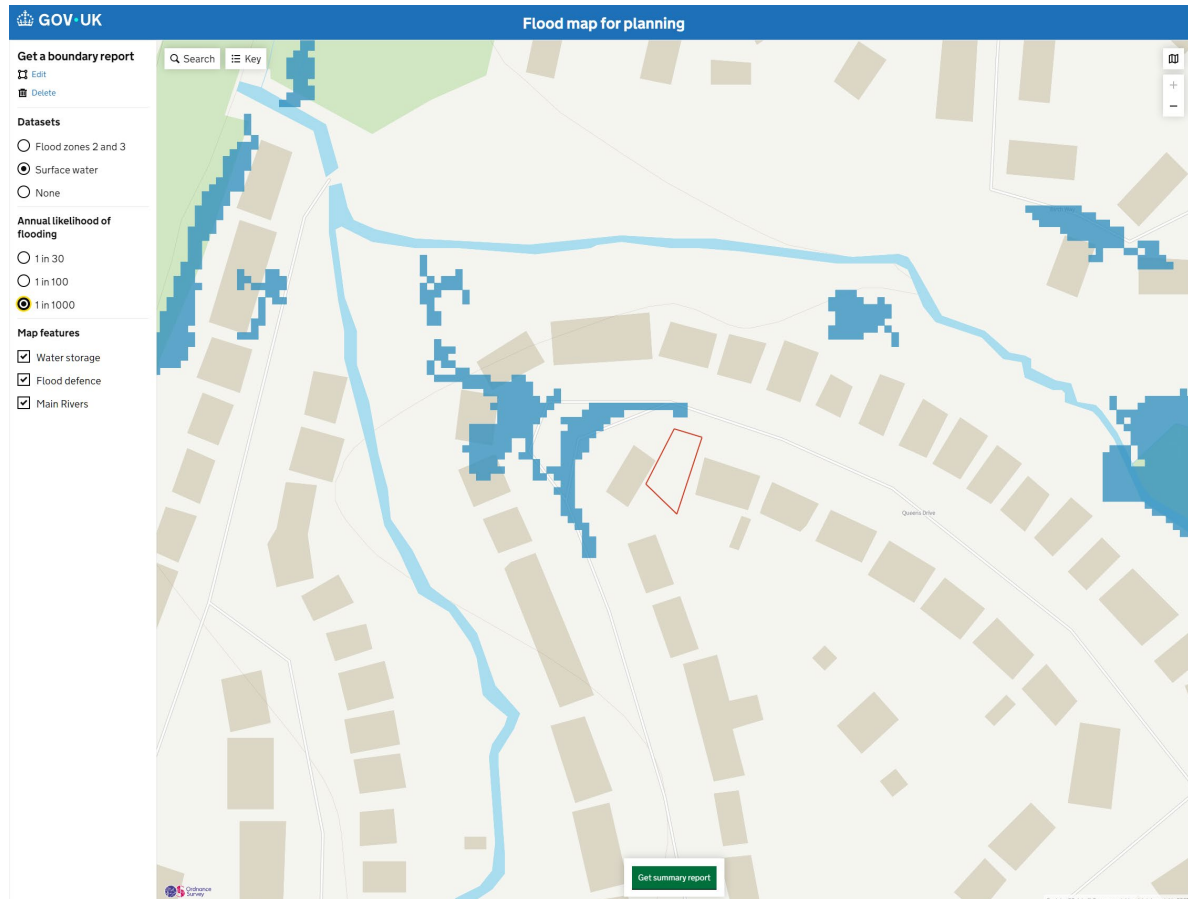 GOV·UK
Flood map for planning
Get a boundary report
Edit
Delete
Datasets
Flood zones 2 and 3
Surface water
None
Annual likelihood of
flooding
1 in 30
1 in 100
1 in 1000
Map features
Water storage
Flood defence
Main Rivers
Search
Key
Queens Drive
Ordnance
Survey
Get summary report